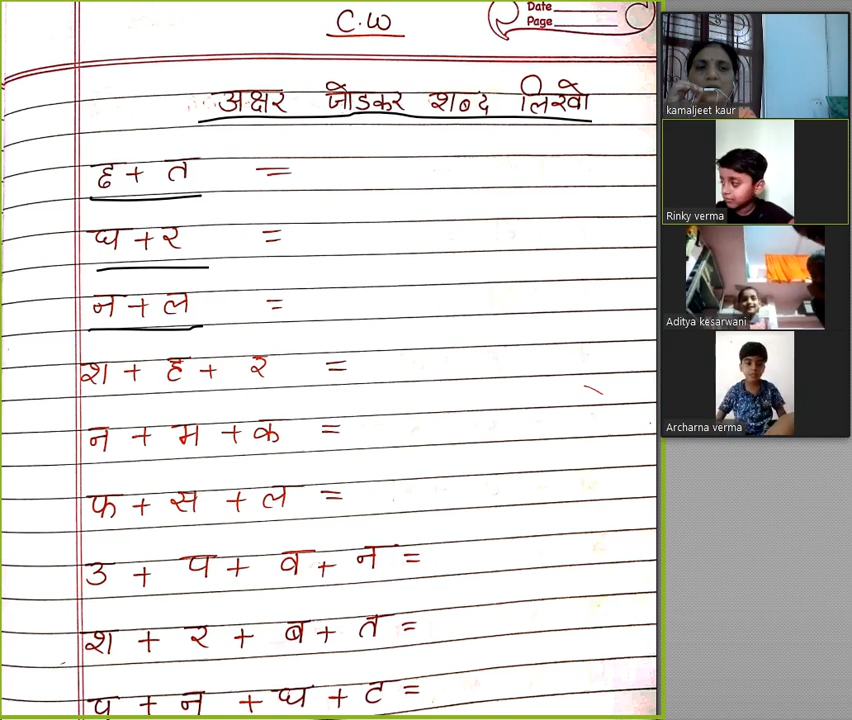 C.W
Date
Page
अक्षर जोडकर शब्द लिखो
छ + त =
घ + र =
न + ल =
श + ह + र =
न + म + क =
फ + स + ल =
उ + प + व + न =
श + र + ब + त =
प + न + घ + ट =
kamaljeet kaur
Rinky verma
Aditya kesarwani
Archarna verma